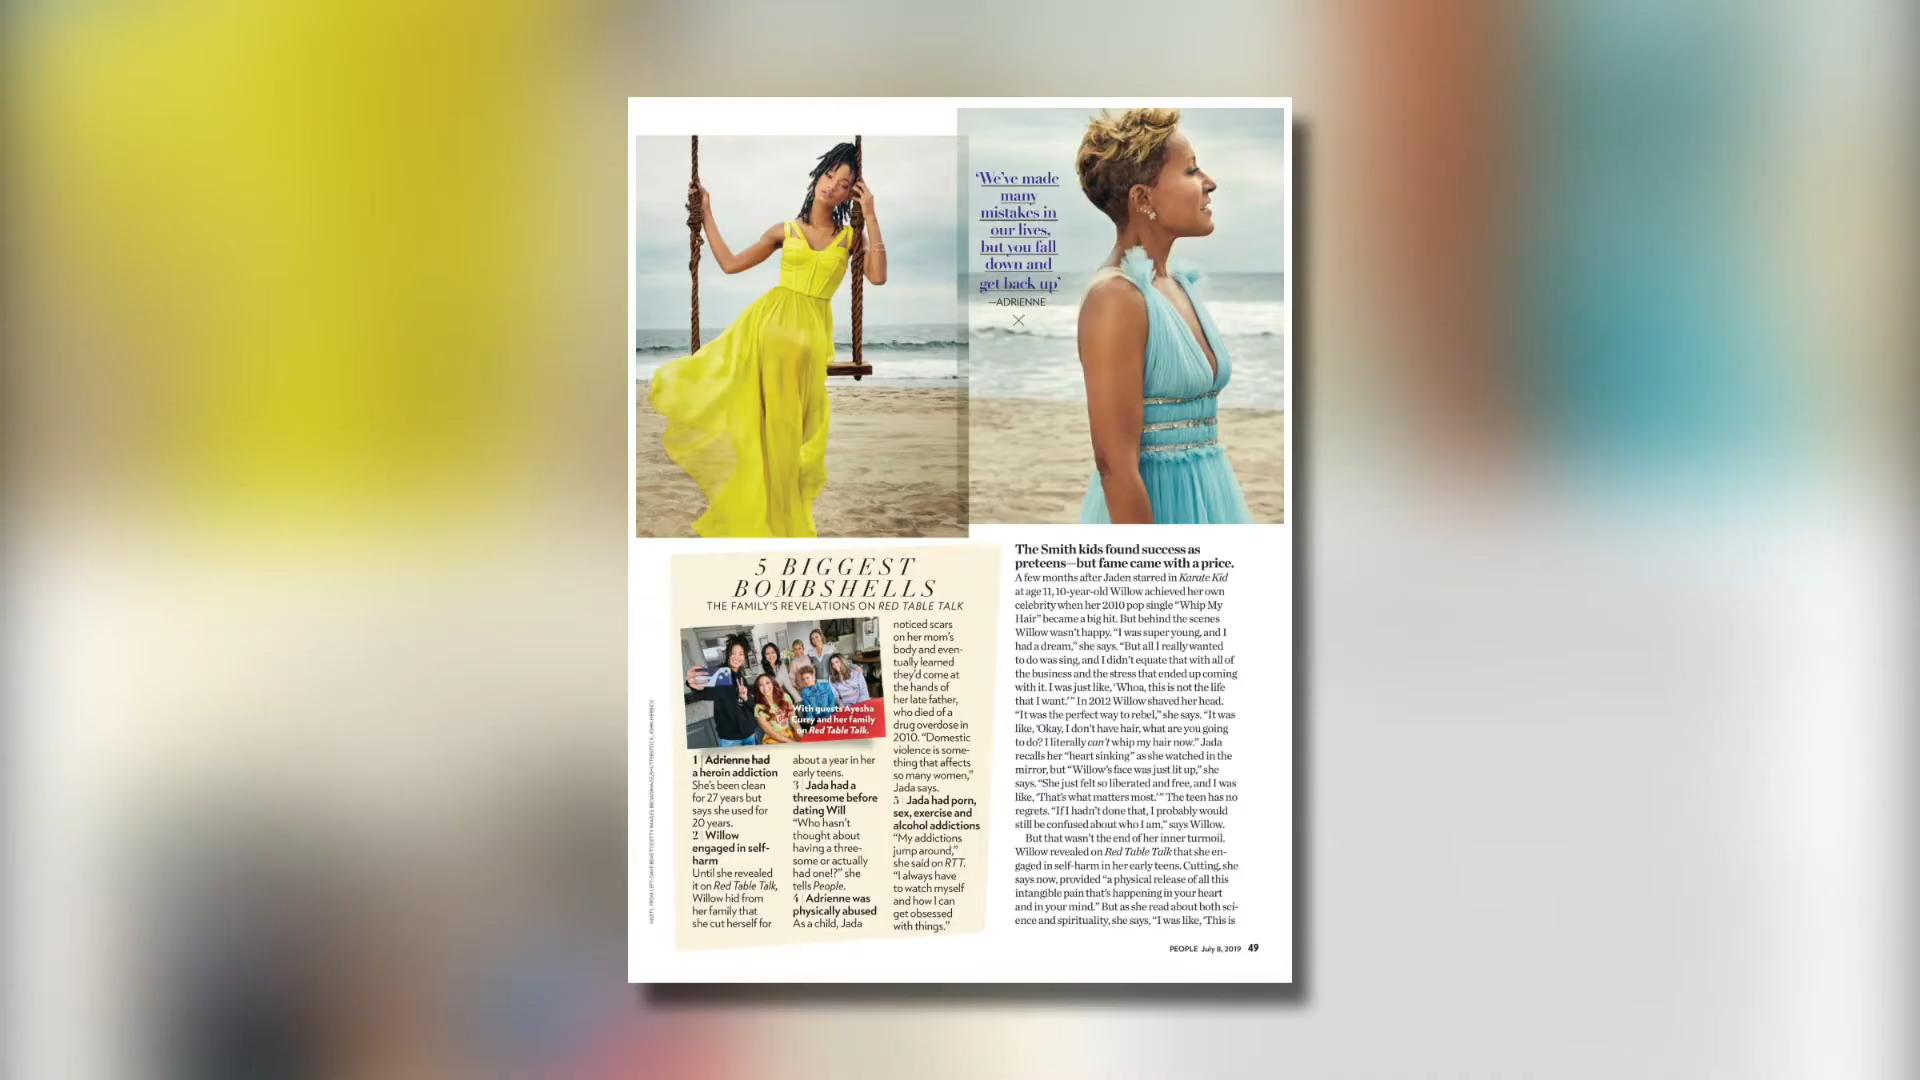 ‘We’ve made
many
mistakes in
our lives,
but you fall
down and
get back up’
—ADRIENNE
5 BIGGEST
BOMBSHELLS
THE FAMILY’S REVELATIONS ON RED TABLE TALK
With guests Ayesha
Curry and her family
on Red Table Talk.
1 | Adrienne had
a heroin addiction
She’s been clean
for 27 years but
says she used for
20 years.
2 | Willow
engaged in self-
harm
Until she revealed
it on Red Table Talk,
Willow hid from
her family that
she cut herself for
about a year in her
early teens.
3 | Jada had a
threesome before
dating Will
“Who hasn’t
thought about
having a three-
some or actually
had one!?” she
tells People.
4 | Adrienne was
physically abused
As a child, Jada
noticed scars
on her mom’s
body and even-
tually learned
they’d come at
the hands of
her late father,
who died of a
drug overdose in
2010. “Domestic
violence is some-
thing that affects
so many women,”
Jada says.
5 | Jada had porn,
sex, exercise and
alcohol addictions
“My addictions
jump around,”
she said on RTT.
“I always have
to watch myself
and how I can
get obsessed
with things.”
The Smith kids found success as
preteens—but fame came with a price.
A few months after Jaden starred in Karate Kid
at age 11, 10-year-old Willow achieved her own
celebrity when her 2010 pop single “Whip My
Hair” became a big hit. But behind the scenes
Willow wasn’t happy. “I was super young, and I
had a dream,” she says. “But all I really wanted
to do was sing, and I didn’t equate that with all of
the business and the stress that ended up coming
with it. I was just like, ‘Whoa, this is not the life
that I want.’” In 2012 Willow shaved her head.
“It was the perfect way to rebel,” she says. “It was
like, ‘Okay, I don’t have hair, what are you going
to do? I literally can’t whip my hair now.” Jada
recalls her “heart sinking” as she watched in the
mirror, but “Willow’s face was just lit up,” she
says. “She just felt so liberated and free, and I was
like, ‘That’s what matters most.’” The teen has no
regrets. “If I hadn’t done that, I probably would
still be confused about who I am,” says Willow.
But that wasn’t the end of her inner turmoil.
Willow revealed on Red Table Talk that she en-
gaged in self-harm in her early teens. Cutting, she
says now, provided “a physical release of all this
intangible pain that’s happening in your heart
and in your mind.” But as she read about both sci-
ence and spirituality, she says, “I was like, ‘This is
PEOPLE July 8, 2019 49